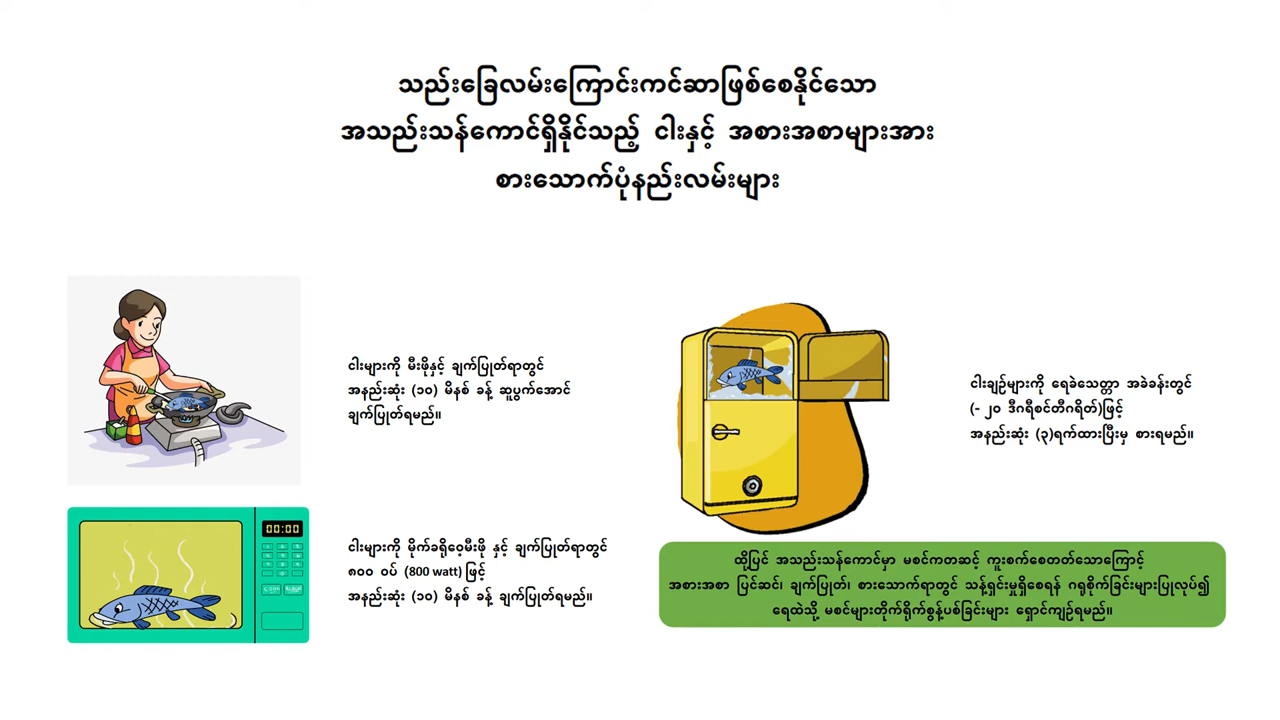 သည်းခြေလမ်းကြောင်းကင်ဆာဖြစ်စေနိုင်သော
အသည်းသန်ကောင်ရှိနိုင်သည့် ငါးနှင့် အစားအစာများအား
စားသောက်ပုံနည်းလမ်းများ
ငါးများကို မီးဖိုနှင့် ချက်ပြုတ်ရာတွင်
အနည်းဆုံး (၁၀) မိနစ် ခန့် ဆူပွက်အောင်
ချက်ပြုတ်ရမည်။
ငါးများကို မိုက်ခရိုဝေ့မီးဖို နှင့် ချက်ပြုတ်ရာတွင်
၈၀၀ ဝပ် (800 watt) ဖြင့်
အနည်းဆုံး (၁၀) မိနစ် ခန့် ချက်ပြုတ်ရမည်။
00:00
ငါးချဉ်များကို ရေခဲသေတ္တာ အခဲခန်းတွင်
(- ၂၀ ဒီဂရီစင်တီဂရိတ်)ဖြင့်
အနည်းဆုံး (၃)ရက်ထားပြီးမှ စားရမည်။
ထို့ပြင် အသည်းသန်ကောင်မှာ မစင်ကတဆင့် ကူးစက်စေတတ်သောကြောင့်
အစားအစာ ပြင်ဆင်၊ ချက်ပြုတ်၊ စားသောက်ရာတွင် သန့်ရှင်းမှုရှိစေရန် ဂရုစိုက်ခြင်းများပြုလုပ်၍
ရေထဲသို့ မစင်များတိုက်ရိုက်စွန့်ပစ်ခြင်းများ ရှောင်ကျဉ်ရမည်။